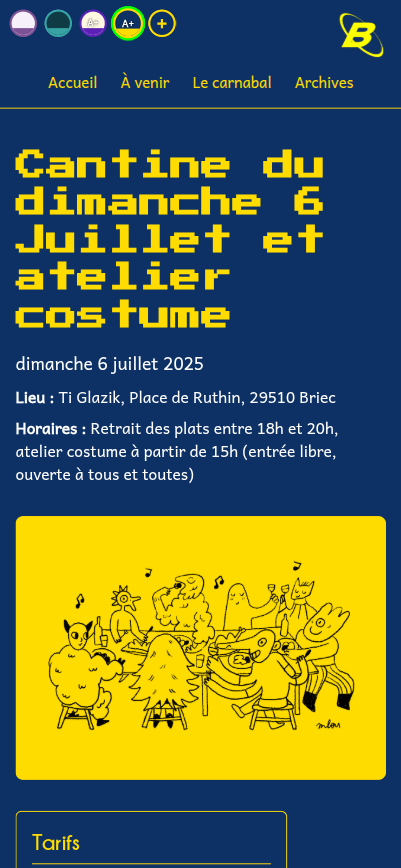 A+
A+
+
B
Accueil
À venir
Le carnabal
Archives
Cantine du
dimanche 6
Juillet et
atelier
costume
dimanche 6 juillet 2025
Lieu : Ti Glazik, Place de Ruthin, 29510 Briec
Horaires : Retrait des plats entre 18h et 20h,
atelier costume à partir de 15h (entrée libre,
ouverte à tous et toutes)
mlou
Tarifs